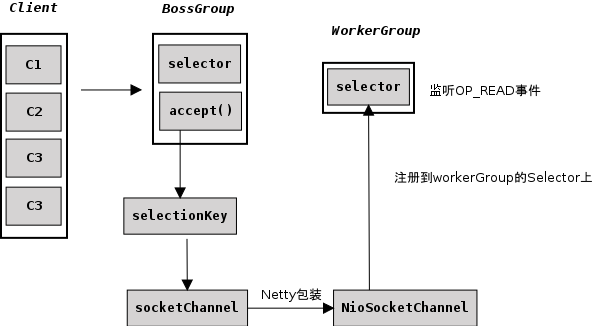 Client
BossGroup
WorkerGroup
C1
C2
C3
C3
selector
accept()
selector
监听OP_READ事件
注册到workerGroup的Selector上
selectionKey
socketChannel
Netty包装
NioSocketChannel